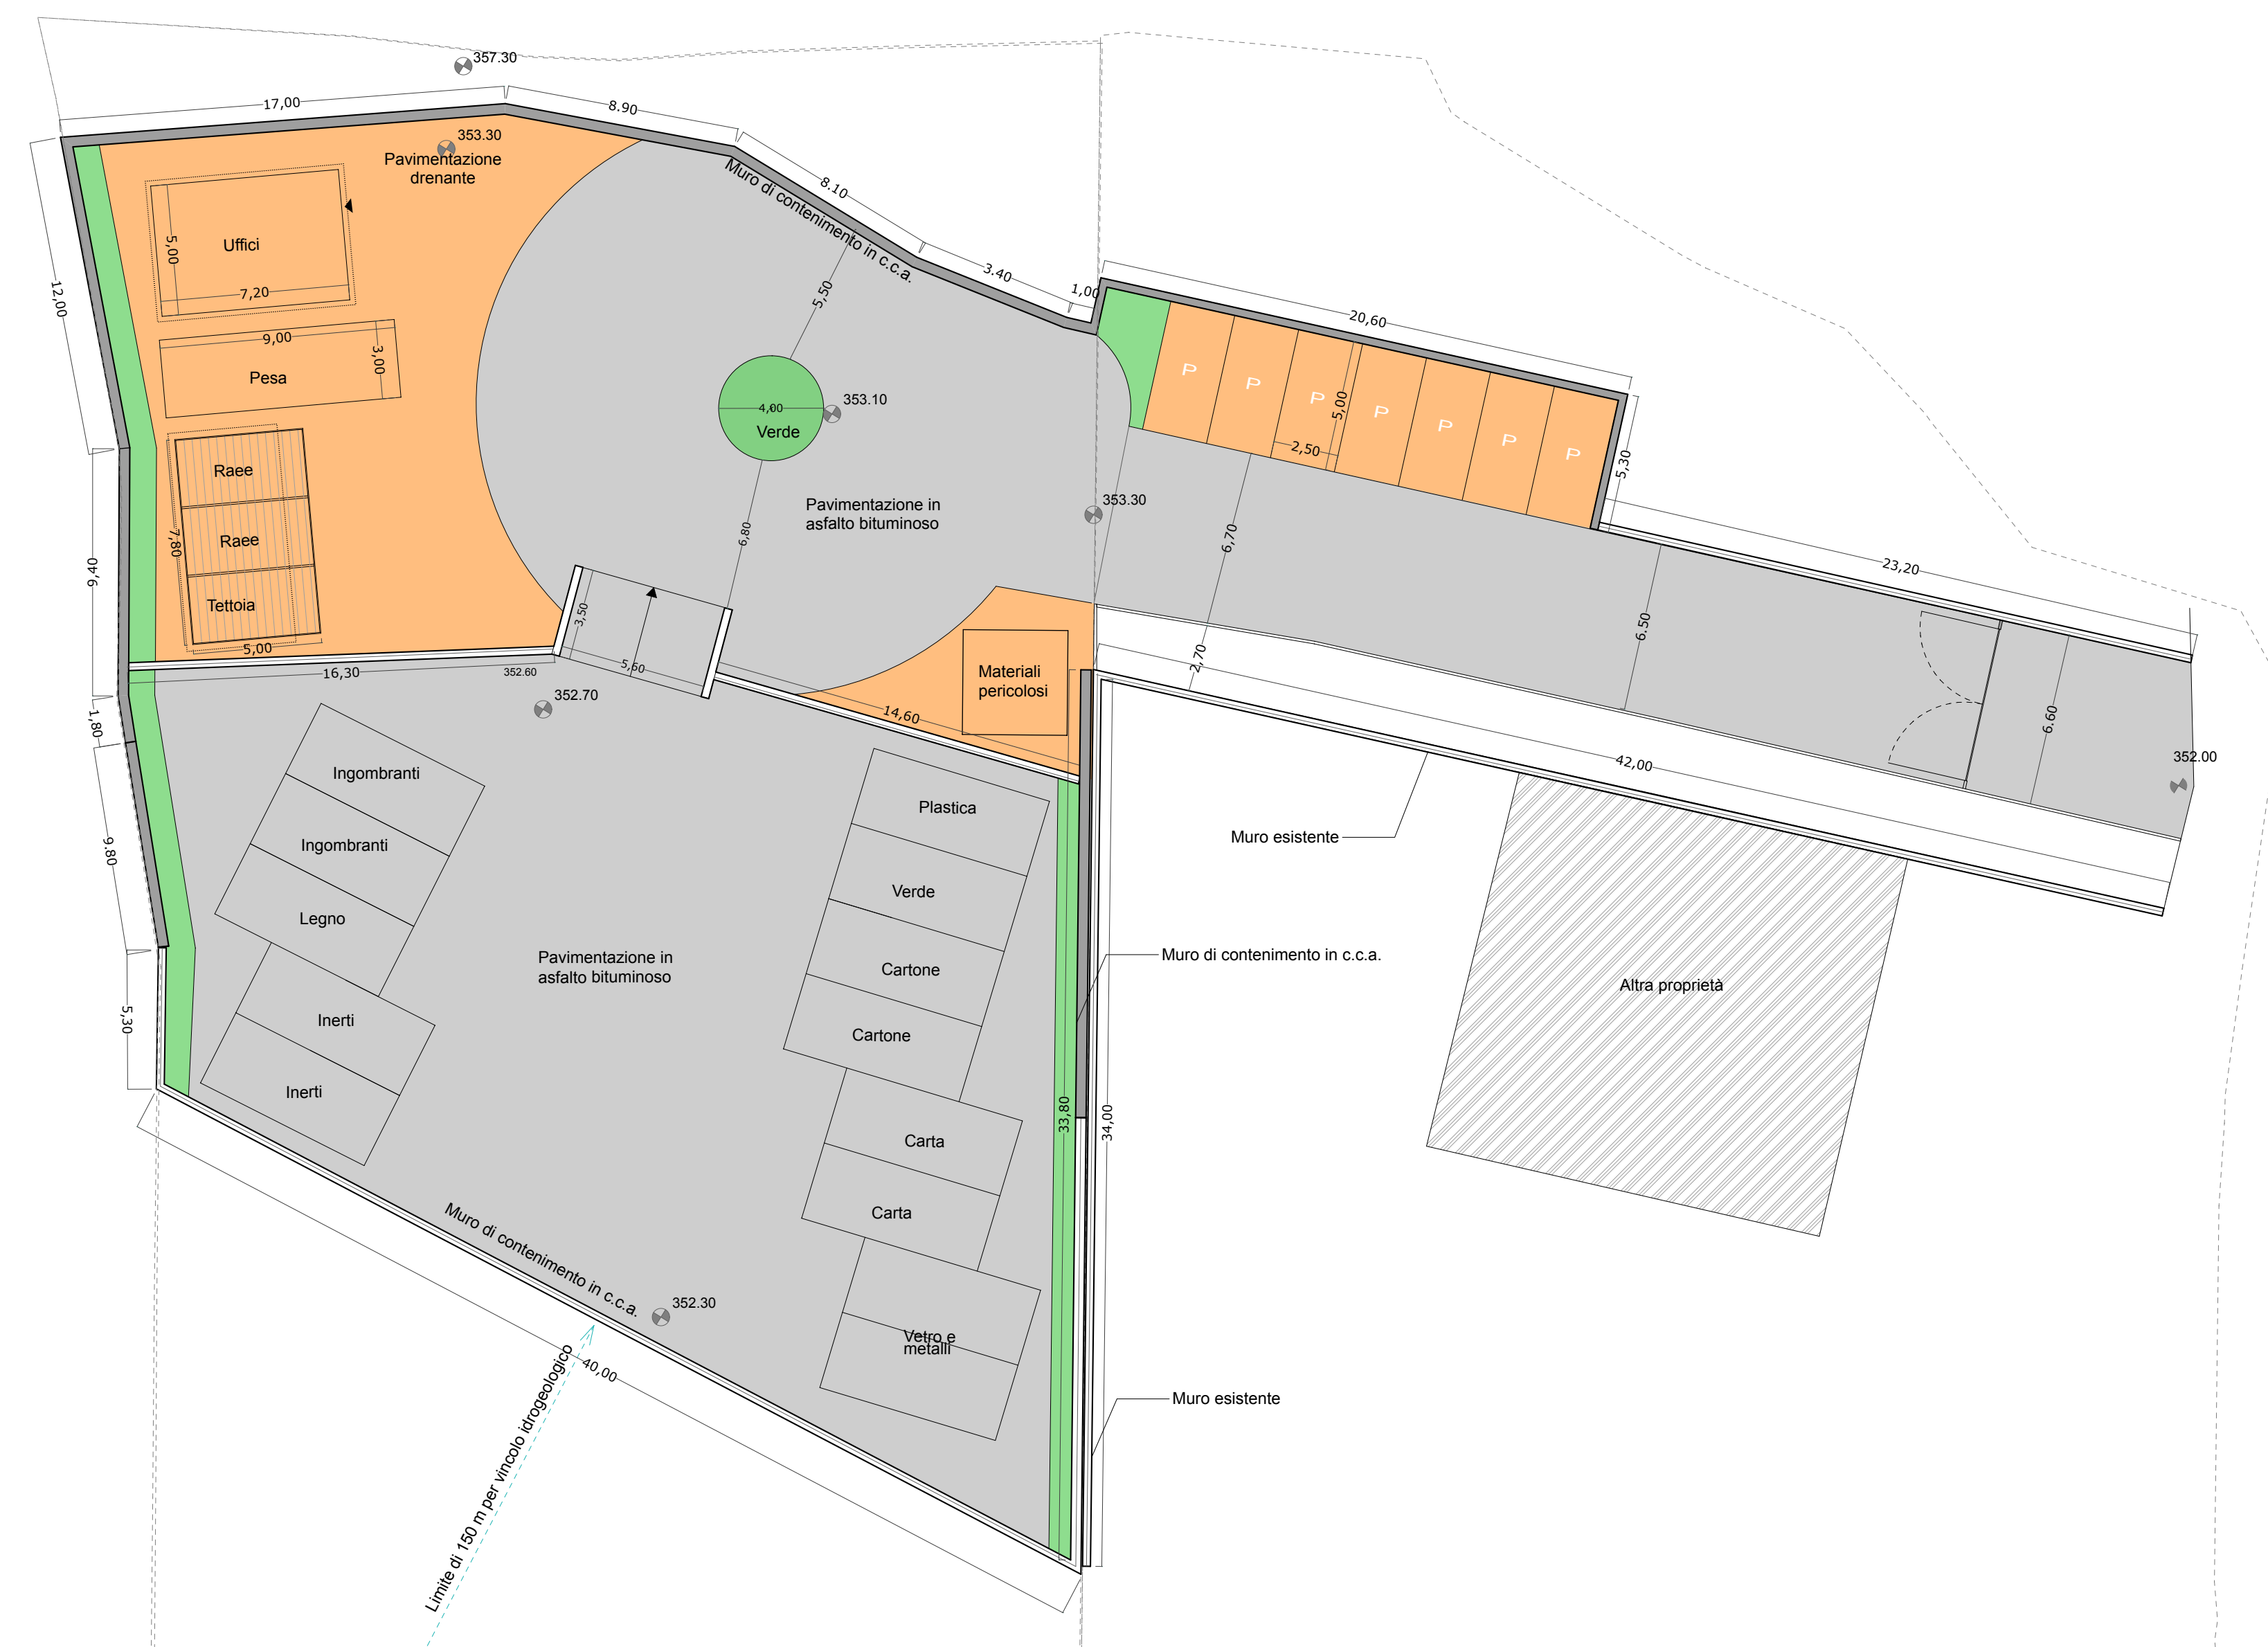 357.30
17,00
8.90
353.30
Pavimentazione
drenante
Muro di contenimento in c.c.a.
8.10
3.40
1,00
20,60
12,00
5,00
Uffici
7,20
5,50
9,00
3,00
Pesa
4,00
353.10
Verde
P
P
P
P
P
P
P
5,00
2,50
5,30
Raee
Raee
Tettoia
7,80
5,00
9,40
Pavimentazione in
asfalto bituminoso
6,80
353.30
6,70
23,20
6.50
6.60
3,50
5,60
16,30
352.60
352.70
1,80
14,60
Materiali
pericolosi
2,70
42,00
352.00
9.80
5,30
Ingombranti
Ingombranti
Legno
Inerti
Inerti
Plastica
Verde
Cartone
Cartone
Carta
Carta
Vetro e
metalli
Pavimentazione in
asfalto bituminoso
Muro esistente
Muro di contenimento in c.c.a.
Altra proprietà
33,80
34,00
Muro di contenimento in c.c.a.
352.30
40,00
Limite di 150 m per vincolo idrogeologico
Muro esistente